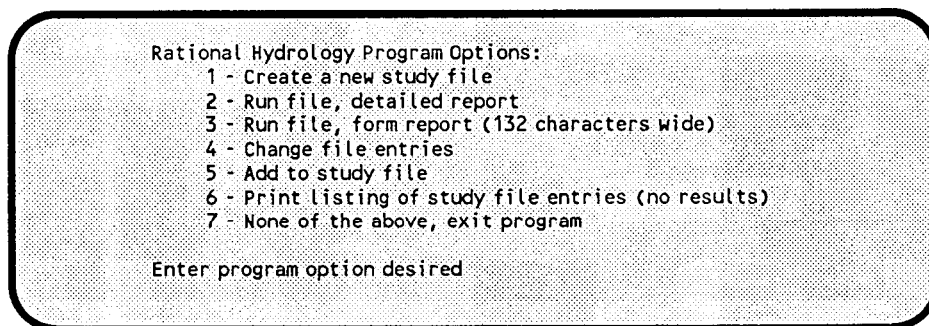 Rational Hydrology Program Options:
1 - Create a new study file
2 - Run file, detailed report
3 - Run file, form report (132 characters wide)
4 - Change file entries
5 - Add to study file
6 - Print listing of study file entries (no results)
7 - None of the above, exit program
Enter program option desired